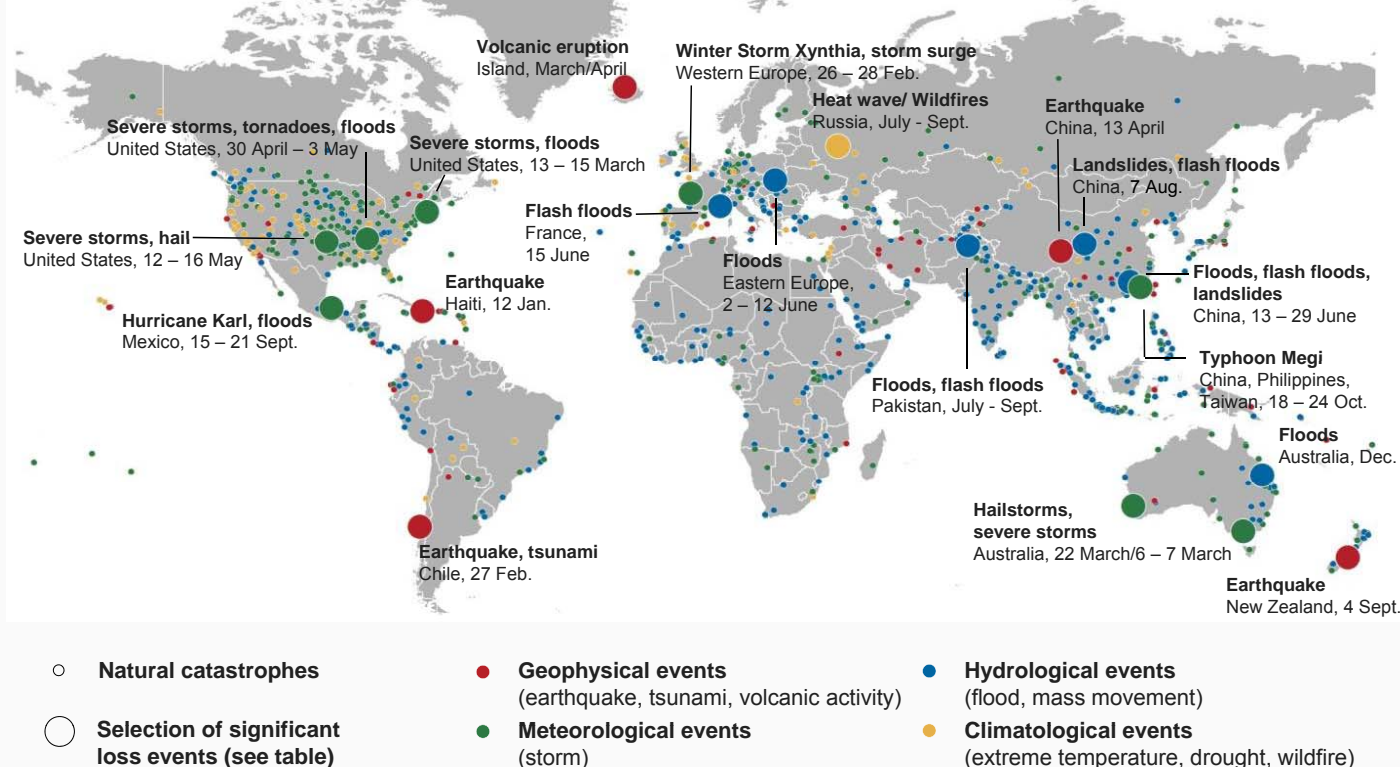 Volcanic eruption
Island, March/April
Winter Storm Xynthia, storm surge
Western Europe, 26 – 28 Feb.
Heat wave/ Wildfires
Russia, July - Sept.
Earthquake
China, 13 April
Severe storms, tornadoes, floods
United States, 30 April – 3 May
Severe storms, floods
United States, 13 – 15 March
Landslides, flash floods
China, 7 Aug.
Flash floods
France,
15 June
Severe storms, hail
United States, 12 – 16 May
Floods
Eastern Europe,
2 – 12 June
Earthquake
Haiti, 12 Jan.
Floods, flash floods,
landslides
China, 13 – 29 June
Hurricane Karl, floods
Mexico, 15 – 21 Sept.
Typhoon Megi
China, Philippines,
Taiwan, 18 – 24 Oct.
Floods, flash floods
Pakistan, July - Sept.
Floods
Australia, Dec.
Hailstorms,
severe storms
Australia, 22 March/6 – 7 March
Earthquake, tsunami
Chile, 27 Feb.
Earthquake
New Zealand, 4 Sept.
Natural catastrophes
Selection of significant
loss events (see table)
Geophysical events
(earthquake, tsunami, volcanic activity)
Meteorological events
(storm)
Hydrological events
(flood, mass movement)
Climatological events
(extreme temperature, drought, wildfire)